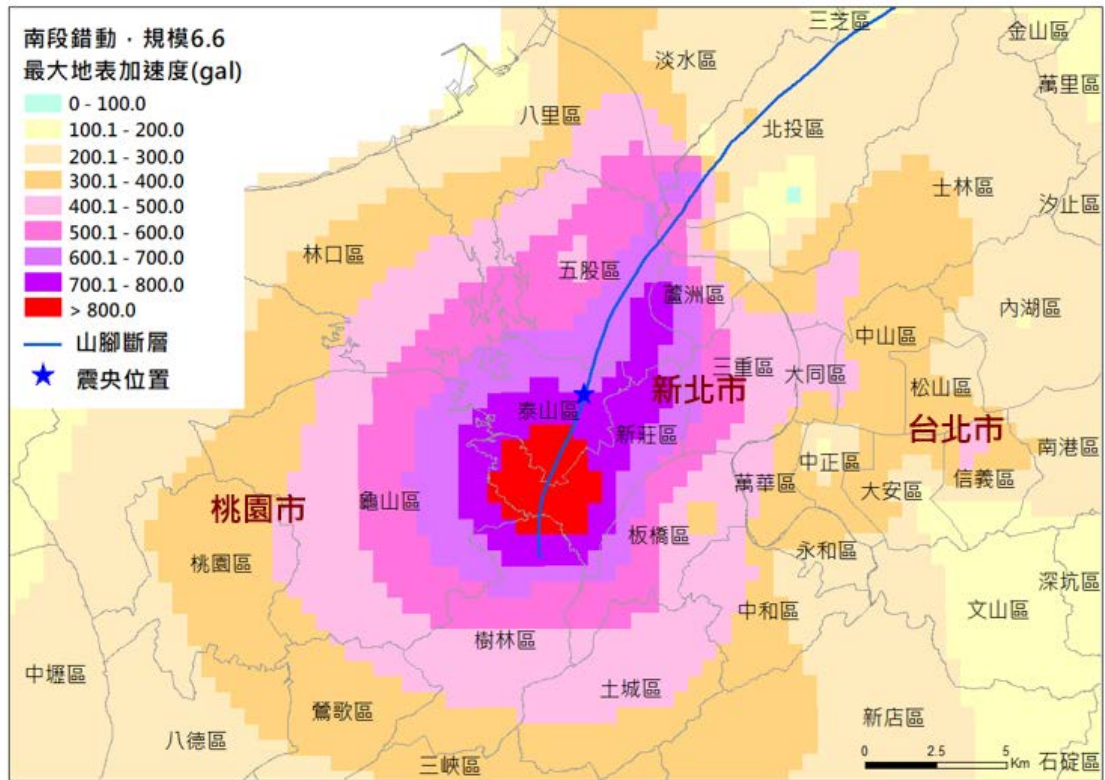 南段錯動，規模6.6
最大地表加速度(gal)
0 - 100.0
100.1 - 200.0
200.1 - 300.0
300.1 - 400.0
400.1 - 500.0
500.1 - 600.0
600.1 - 700.0
700.1 - 800.0
> 800.0
山腳斷層
震央位置
三芝區
金山區
淡水區
萬里區
八里區
北投區
士林區
汐止區
林口區
五股區
蘆洲區
內湖區
中山區
三重區
大同區
新北市
松山區
泰山區
台北市
新莊區
南港區
中正區
信義區
萬華區
大安區
龜山區
桃園市
板橋區
永和區
桃園區
深坑區
文山區
中和區
樹林區
中壢區
土城區
鶯歌區
新店區
八德區
三峽區
石碇區
0 2.5 5
Km